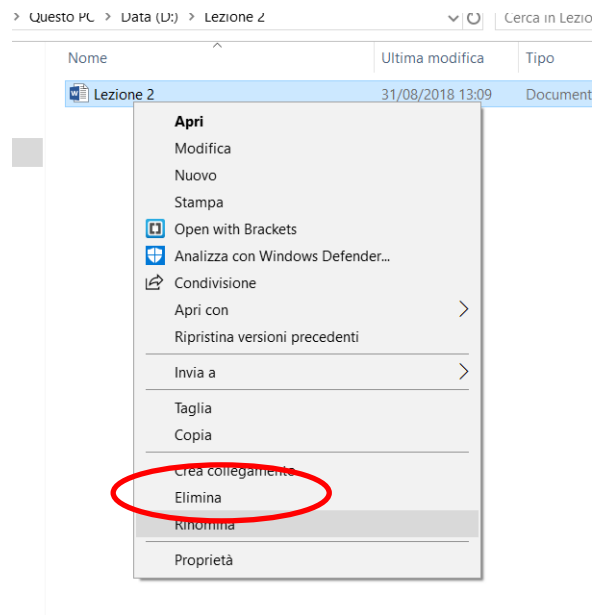 > Questo PC > Data (D:) > Lezione 2
Cerca in Lezio
Nome
Ultima modifica
Tipo
Lezione 2
31/08/2018 13:09
Document
Apri
Modifica
Nuovo
Stampa
Open with Brackets
Analizza con Windows Defender...
Condivisione
Apri con
Ripristina versioni precedenti
Invia a
Taglia
Copia
Crea collegamento
Elimina
Rinomina
Proprietà